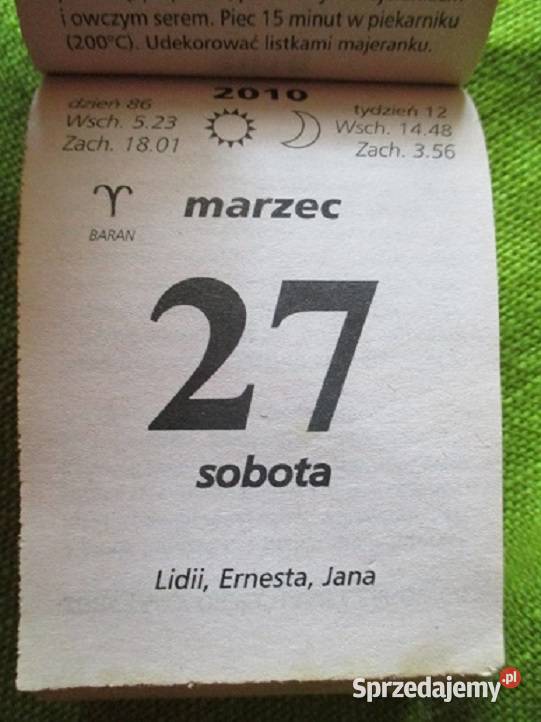 i owczym serem. Piec 15 minut w piekarniku
(200°C). Udekorować listkami majeranku.
2010
dzień 86
tydzień 12
Wsch. 5.23
Wsch. 14.48
Zach. 18.01
Zach. 3.56
marzec
BARAN
27
sobota
Lidii, Ernesta, Jana
Sprzedajemy.pl